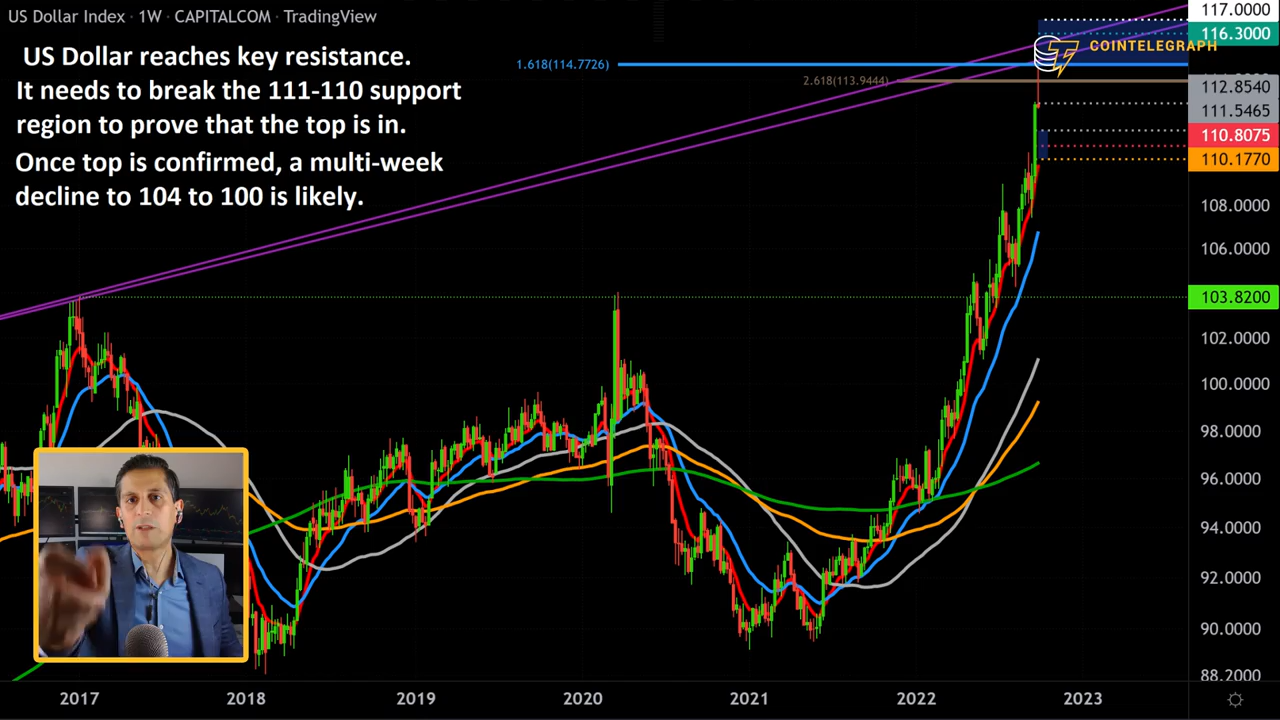 US Dollar Index · 1W · CAPITALCOM · TradingView
US Dollar reaches key resistance.
It needs to break the 111-110 support
region to prove that the top is in.
Once top is confirmed, a multi-week
decline to 104 to 100 is likely.
1.618(114.7726)
2.618(113.9444)
COINTELEGRAPH
117.0000
116.3000
112.8540
111.5465
110.8075
110.1770
108.0000
106.0000
103.8200
102.0000
100.0000
98.0000
96.0000
94.0000
92.0000
90.0000
88.2000
2017 2018 2019 2020 2021 2022 2023